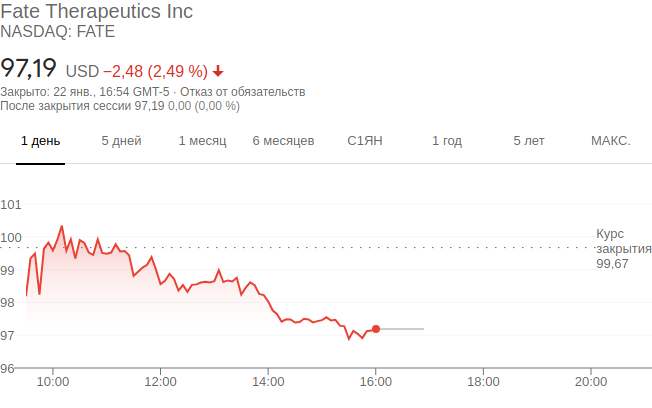 Fate Therapeutics Inc
NASDAQ: FATE
97,19 USD −2,48 (2,49 %)
Закрыто: 22 янв., 16:54 GMT-5 · Отказ от обязательств
После закрытия сессии 97,19 0,00 (0,00 %)
1 день 5 дней 1 месяц 6 месяцев С1ЯН 1 год 5 лет МАКС.
101
100
99
98
97
96
Курс
закрытия
99,67
10:00 12:00 14:00 16:00 18:00 20:00